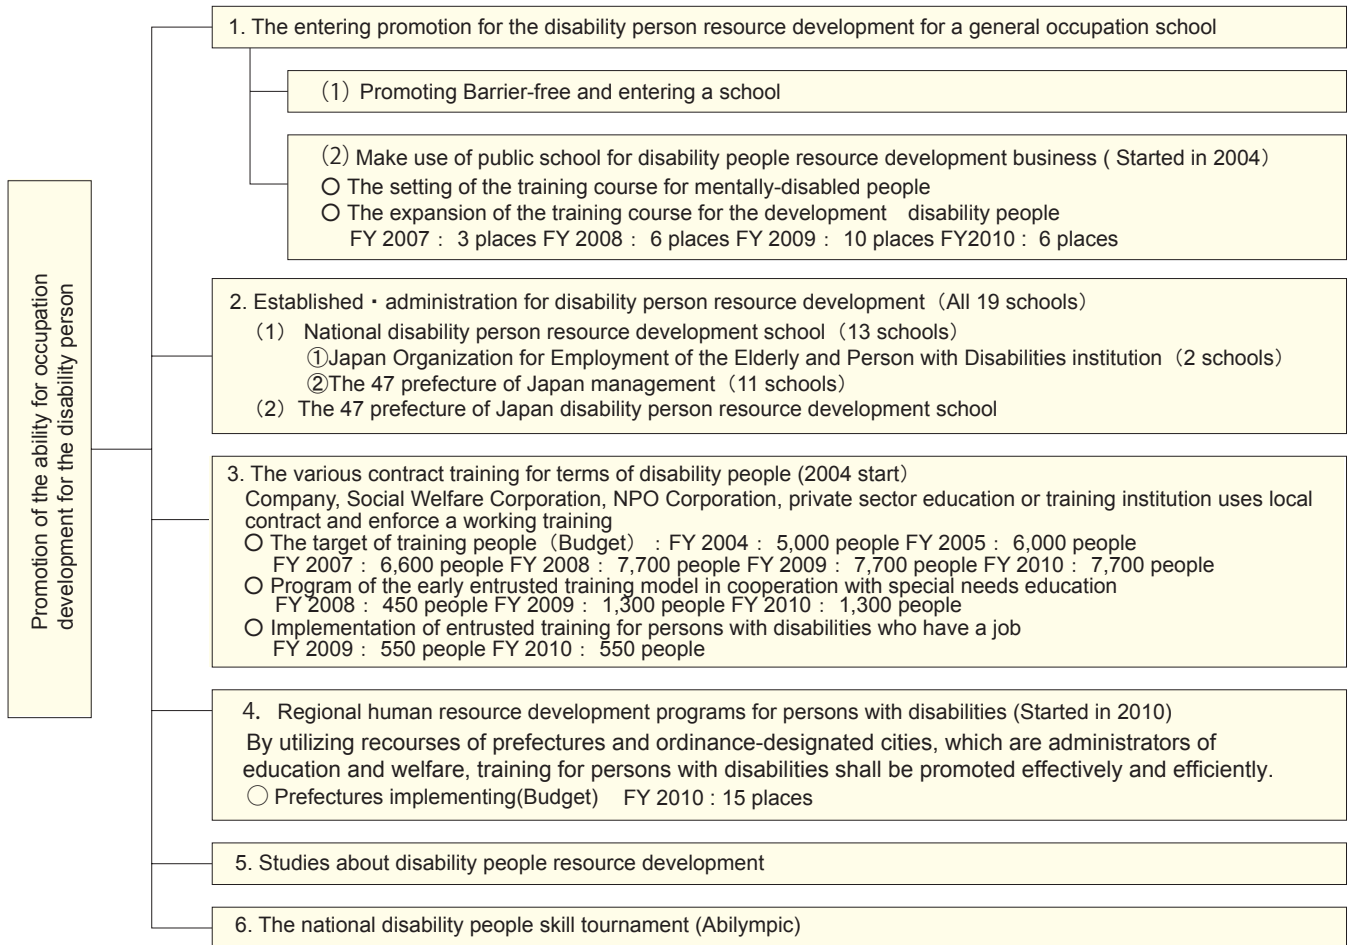 Promotion of the ability for occupation
development for the disability person
1. The entering promotion for the disability person resource development for a general occupation school
(1) Promoting Barrier-free and entering a school
(2) Make use of public school for disability people resource development business ( Started in 2004)
○ The setting of the training course for mentally-disabled people
○ The expansion of the training course for the development disability people
FY 2007 : 3 places FY 2008 : 6 places FY 2009 : 10 places FY2010 : 6 places
2. Established・administration for disability person resource development (All 19 schools)
(1) National disability person resource development school (13 schools)
①Japan Organization for Employment of the Elderly and Person with Disabilities institution (2 schools)
②The 47 prefecture of Japan management (11 schools)
(2) The 47 prefecture of Japan disability person resource development school
3. The various contract training for terms of disability people (2004 start)
Company, Social Welfare Corporation, NPO Corporation, private sector education or training institution uses local
contract and enforce a working training
○ The target of training people (Budget) : FY 2004 : 5,000 people FY 2005 : 6,000 people
FY 2007 : 6,600 people FY 2008 : 7,700 people FY 2009 : 7,700 people FY 2010 : 7,700 people
○ Program of the early entrusted training model in cooperation with special needs education
FY 2008 : 450 people FY 2009 : 1,300 people FY 2010 : 1,300 people
○ Implementation of entrusted training for persons with disabilities who have a job
FY 2009 : 550 people FY 2010 : 550 people
4. Regional human resource development programs for persons with disabilities (Started in 2010)
By utilizing recourses of prefectures and ordinance-designated cities, which are administrators of
education and welfare, training for persons with disabilities shall be promoted effectively and efficiently.
○ Prefectures implementing(Budget) FY 2010 : 15 places
5. Studies about disability people resource development
6. The national disability people skill tournament (Abilympic)